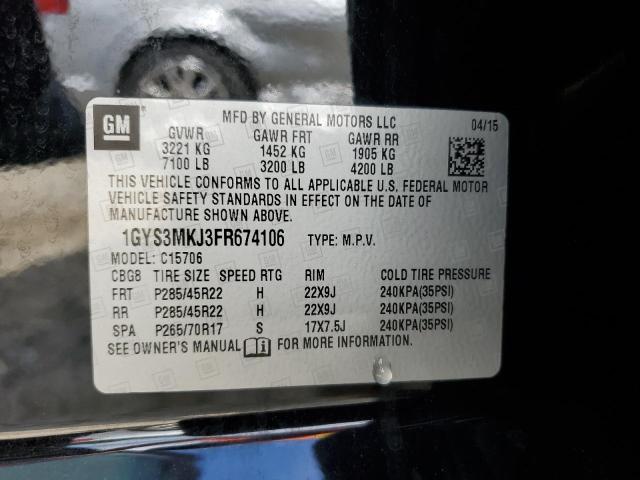 GM
MFD BY GENERAL MOTORS LLC 04/15
GVWR GAWR FRT GAWR RR
3221 KG 1452 KG 1905 KG
7100 LB 3200 LB 4200 LB
THIS VEHICLE CONFORMS TO ALL APPLICABLE U.S. FEDERAL MOTOR
VEHICLE SAFETY STANDARDS IN EFFECT ON THE DATE OF
MANUFACTURE SHOWN ABOVE.
1GYS3MKJ3FR674106 TYPE: M.P.V.
MODEL: C15706
CBG8 TIRE SIZE SPEED RTG RIM COLD TIRE PRESSURE
FRT P285/45R22 H 22X9J 240KPA(35PSI)
RR P285/45R22 H 22X9J 240KPA(35PSI)
SPA P265/70R17 S 17X7.5J 240KPA(35PSI)
SEE OWNER'S MANUAL i FOR MORE INFORMATION.